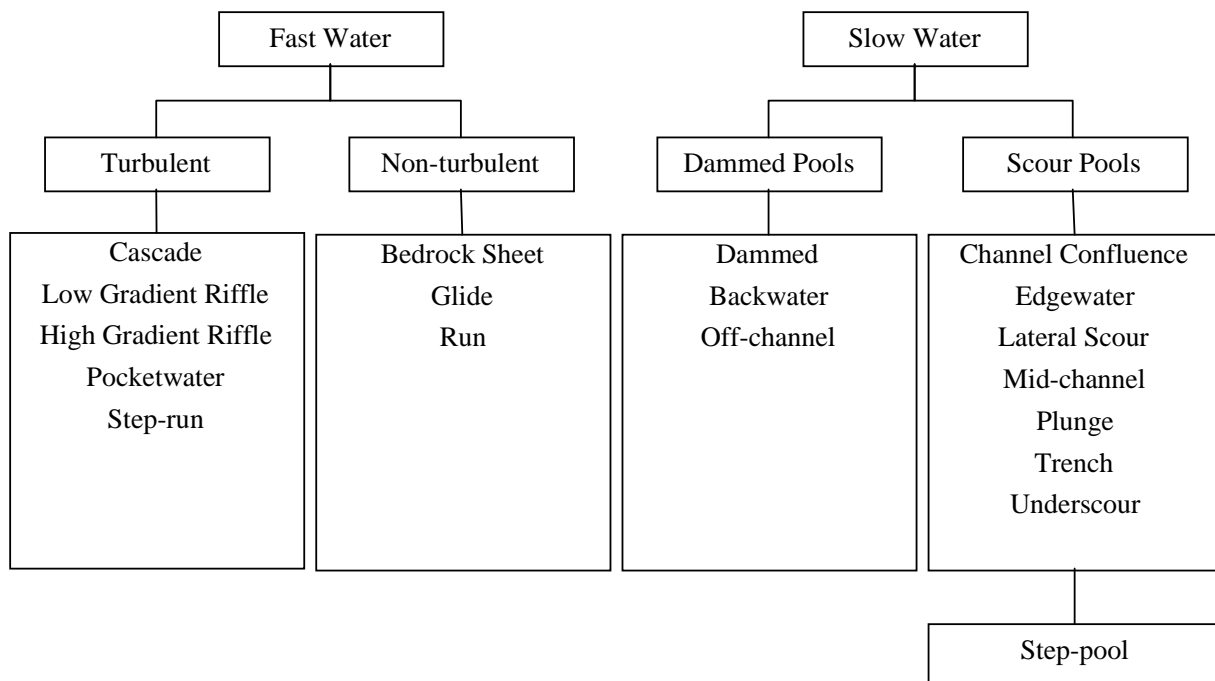 Fast Water
Slow Water
Turbulent
Non-turbulent
Dammed Pools
Scour Pools
Cascade
Low Gradient Riffle
High Gradient Riffle
Pocketwater
Step-run
Bedrock Sheet
Glide
Run
Dammed
Backwater
Off-channel
Channel Confluence
Edgewater
Lateral Scour
Mid-channel
Plunge
Trench
Underscour
Step-pool